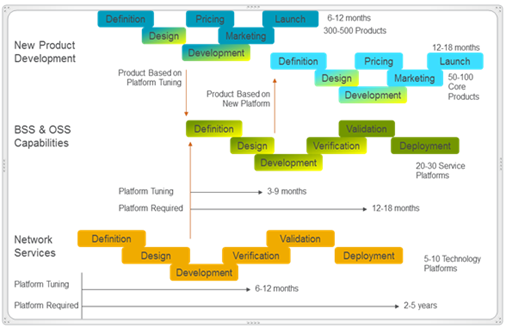 Definition Pricing Launch 6-12 months
300-500 Products
Design Marketing
Development
New Product
Development
12-18 months
Definition Pricing Launch
Design Marketing
Development
50-100
Core
Products
Product Based on
Platform Tuning
Product Based on
New Platform
BSS & OSS
Capabilities
Definition Validation
Design Verification Deployment
Development
20-30 Service
Platforms
Platform Tuning 3-9 months
Platform Required 12-18 months
Network
Services
Definition Validation
Design Verification Deployment
Development
5-10 Technology
Platforms
Platform Tuning 6-12 months
Platform Required 2-5 years